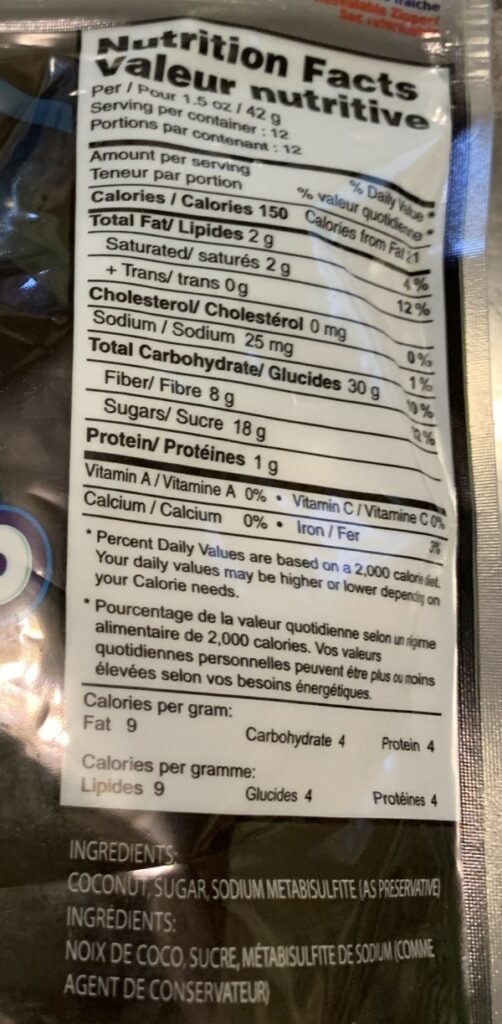 Resealable Zipper/
Nutrition Facts
Valeur nutritive
Per / Pour 1.5 oz / 42 g
Serving per container : 12
Portions par contenant : 12
Amount per serving % Daily Value *
Teneur par portion % valeur quotidienne *
Calories / Calories 150 Calories from Fat 21
Total Fat/ Lipides 2 g 4%
Saturated/ saturés 2 g 12%
+ Trans/ trans 0g
Cholesterol/ Cholestérol 0 mg 0%
Sodium / Sodium 25 mg 1%
Total Carbohydrate/ Glucides 30 g 10%
Fiber/ Fibre 8 g
Sugars/ Sucre 18 g
Protein/ Protéines 1 g
Vitamin A / Vitamine A 0% • Vitamin C / Vitamine C 0%
Calcium / Calcium 0% • Iron / Fer
* Percent Daily Values are based on a 2,000 calorie diet.
Your daily values may be higher or lower depending on
your Calorie needs.
* Pourcentage de la valeur quotidienne selon un régime
alimentaire de 2,000 calories. Vos valeurs
quotidiennes personnelles peuvent être plus ou moins
élevées selon vos besoins énergétiques.
Calories per gram:
Fat 9 Carbohydrate 4 Protein 4
Calories per gramme:
Lipides 9 Glucides 4 Protéines 4
INGREDIENTS:
COCONUT, SUGAR, SODIUM METABISULFITE (AS PRESERVATIVE)
INGRÉDIENTS:
NOIX DE COCO, SUCRE, MÉTABISULFITE DE SODIUM (COMME
AGENT DE CONSERVATEUR)